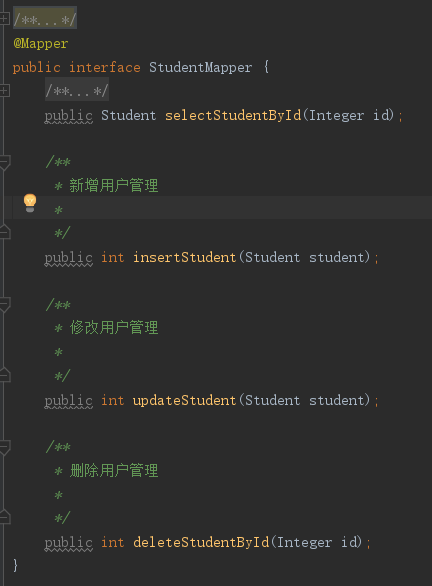 /**...*/
@Mapper
public interface StudentMapper {
/**...*/
public Student selectStudentById(Integer id);
/**
* 新增用户管理
*
*/
public int insertStudent(Student student);
/**
* 修改用户管理
*
*/
public int updateStudent(Student student);
/**
* 删除用户管理
*
*/
public int deleteStudentById(Integer id);
}